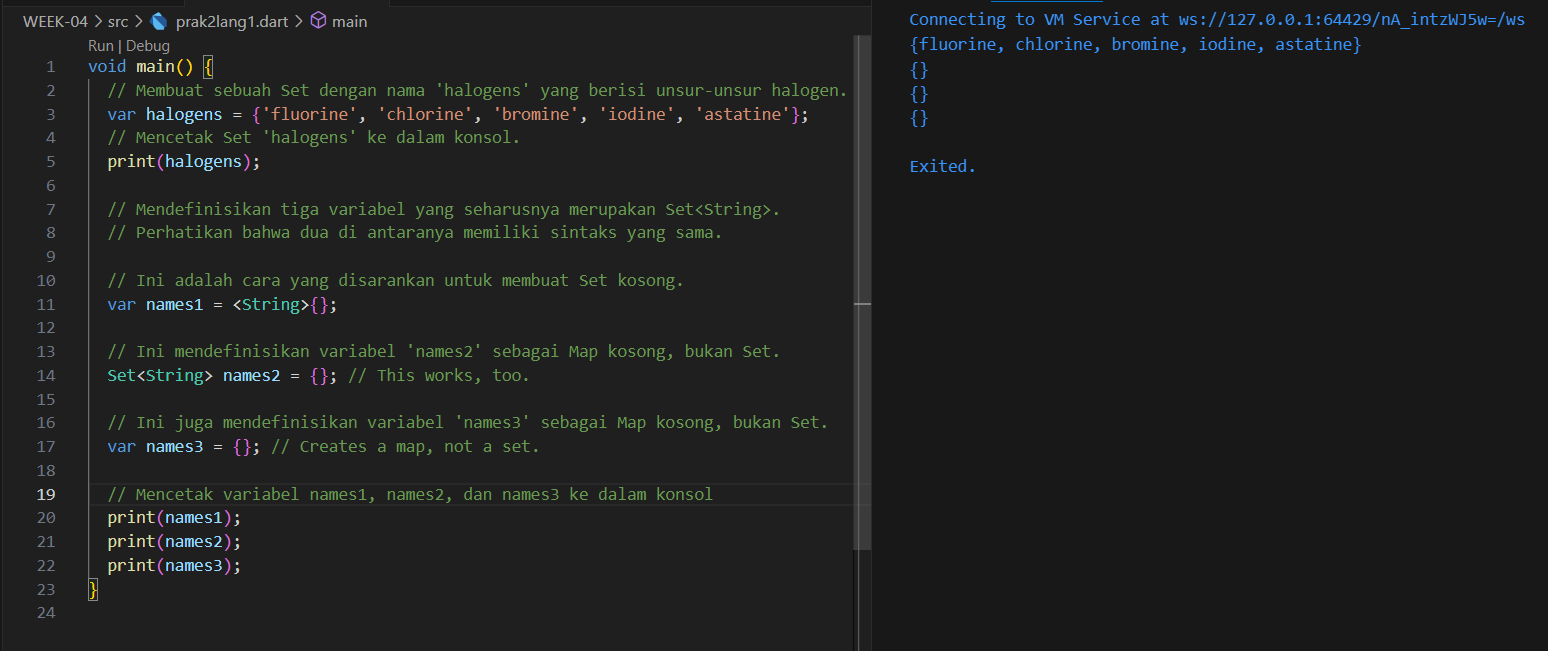 WEEK-04 > src > prak2lang1.dart > main
Run | Debug
1 void main() {
2 // Membuat sebuah Set dengan nama 'halogens' yang berisi unsur-unsur halogen.
3 var halogens = {'fluorine', 'chlorine', 'bromine', 'iodine', 'astatine'};
4 // Mencetak Set 'halogens' ke dalam konsol.
5 print(halogens);
6
7 // Mendefinisikan tiga variabel yang seharusnya merupakan Set<String>.
8 // Perhatikan bahwa dua di antaranya memiliki sintaks yang sama.
9
10 // Ini adalah cara yang disarankan untuk membuat Set kosong.
11 var names1 = <String>{};
12
13 // Ini mendefinisikan variabel 'names2' sebagai Map kosong, bukan Set.
14 Set<String> names2 = {}; // This works, too.
15
16 // Ini juga mendefinisikan variabel 'names3' sebagai Map kosong, bukan Set.
17 var names3 = {}; // Creates a map, not a set.
18
19 // Mencetak variabel names1, names2, dan names3 ke dalam konsol
20 print(names1);
21 print(names2);
22 print(names3);
23 }
24
Connecting to VM Service at ws://127.0.0.1:64429/nA_intzWJ5w=/ws
{fluorine, chlorine, bromine, iodine, astatine}
{}
{}
{}
Exited.